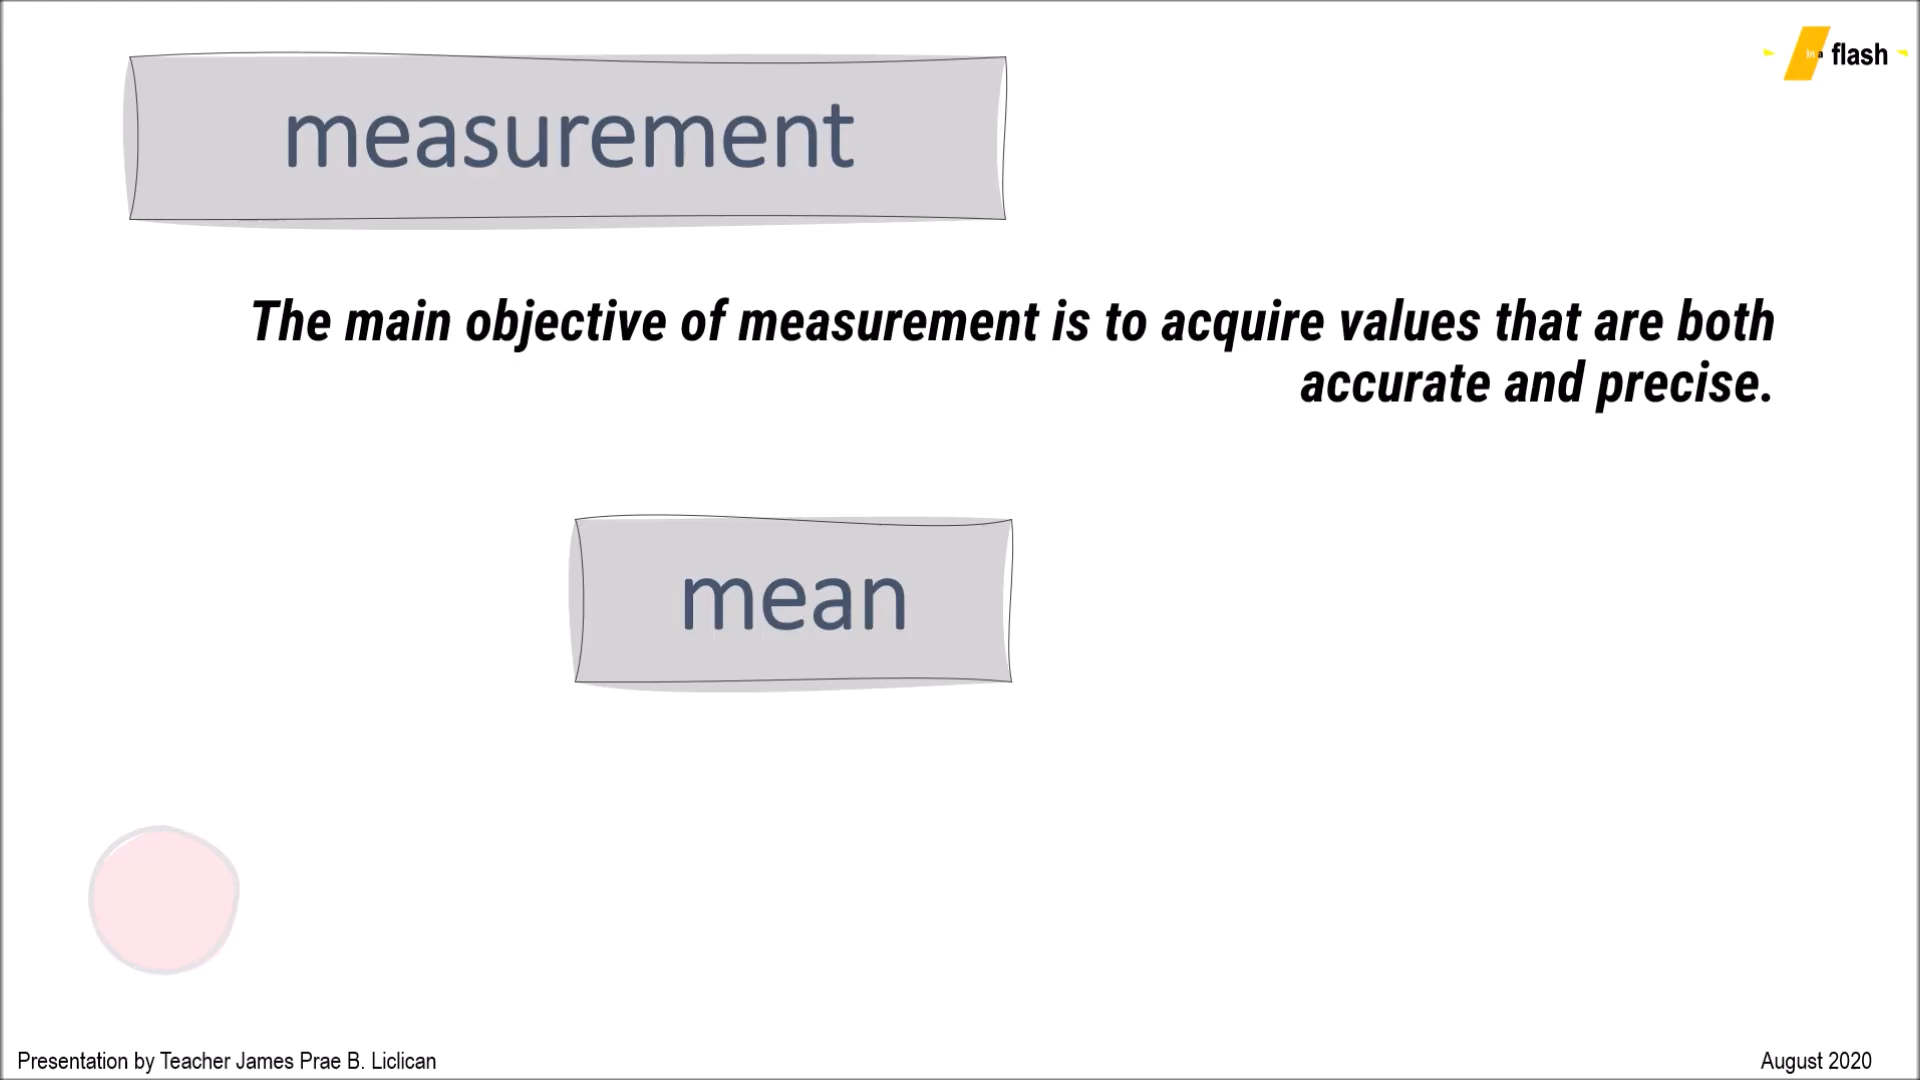 in a flash
measurement
The main objective of measurement is to acquire values that are both
accurate and precise.
mean
Presentation by Teacher James Prae B. Liclican
August 2020